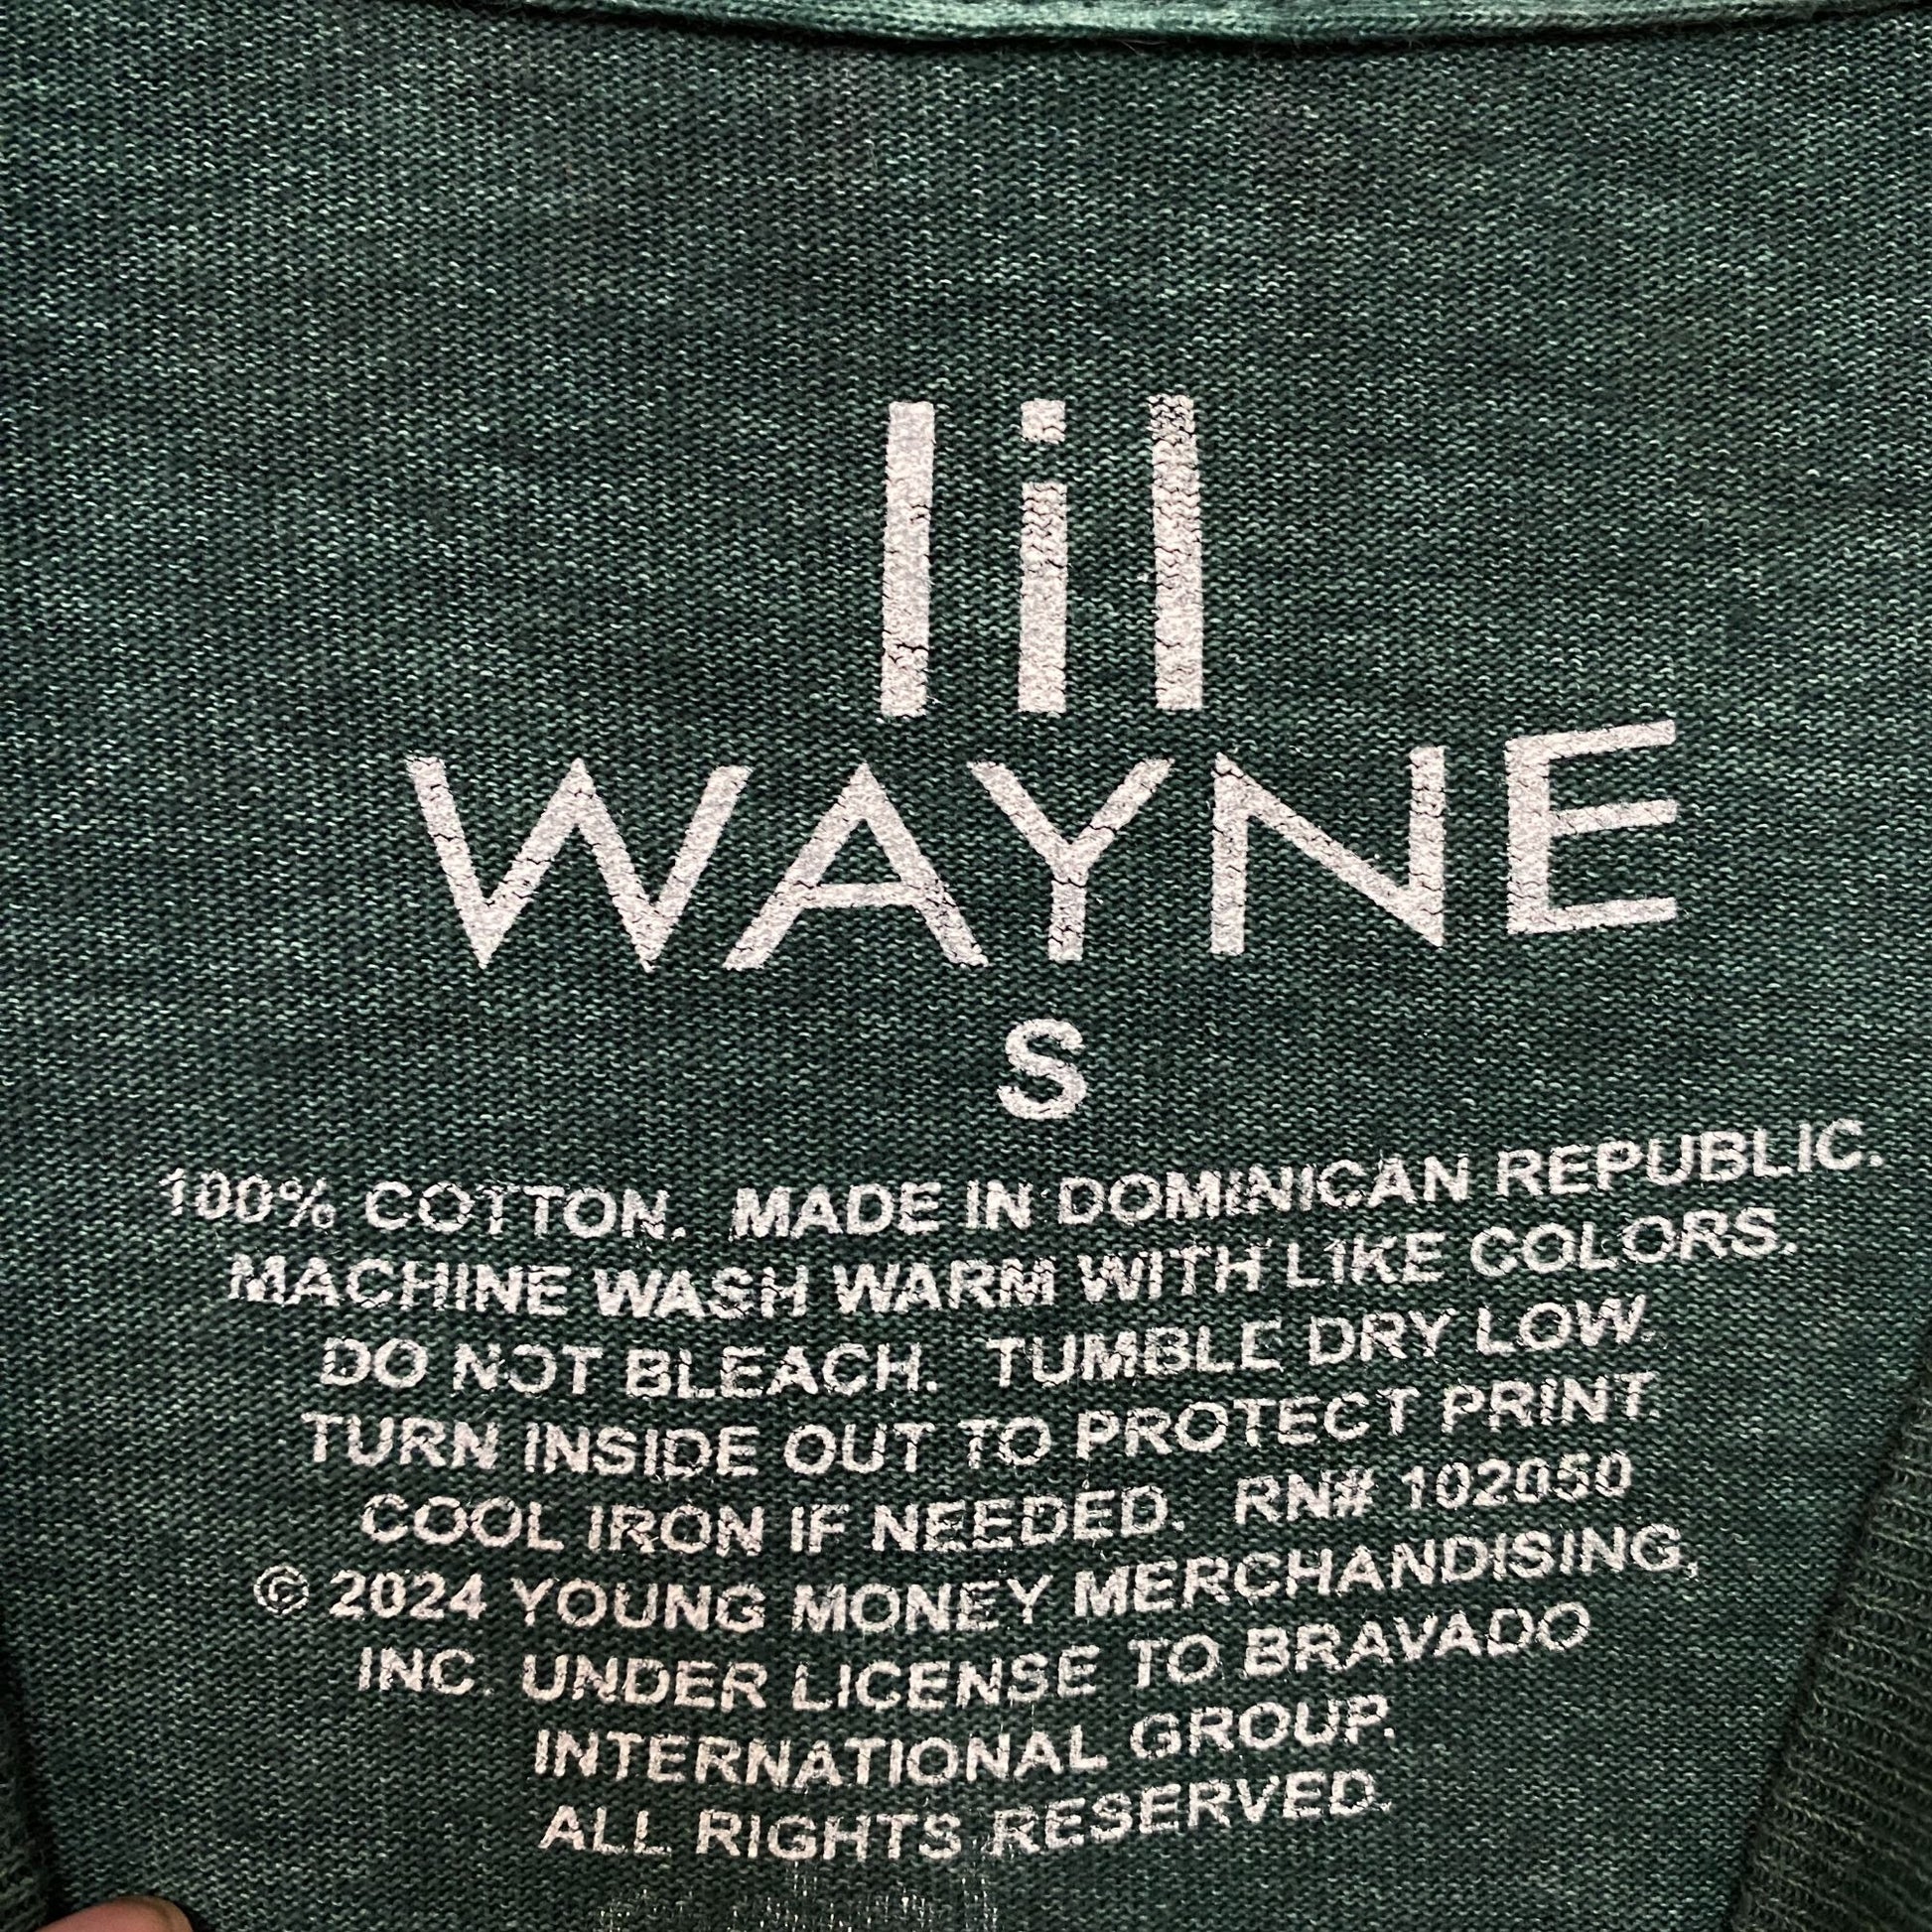 lil
WAYNE
S
100% COTTON. MADE IN DOMINICAN REPUBLIC.
MACHINE WASH WARM WITH LIKE COLORS.
DO NOT BLEACH. TUMBLE DRY LOW.
TURN INSIDE OUT TO PROTECT PRINT.
COOL IRON IF NEEDED. RN# 102050
© 2024 YOUNG MONEY MERCHANDISING,
INC. UNDER LICENSE TO BRAVADO
INTERNATIONAL GROUP.
ALL RIGHTS RESERVED.